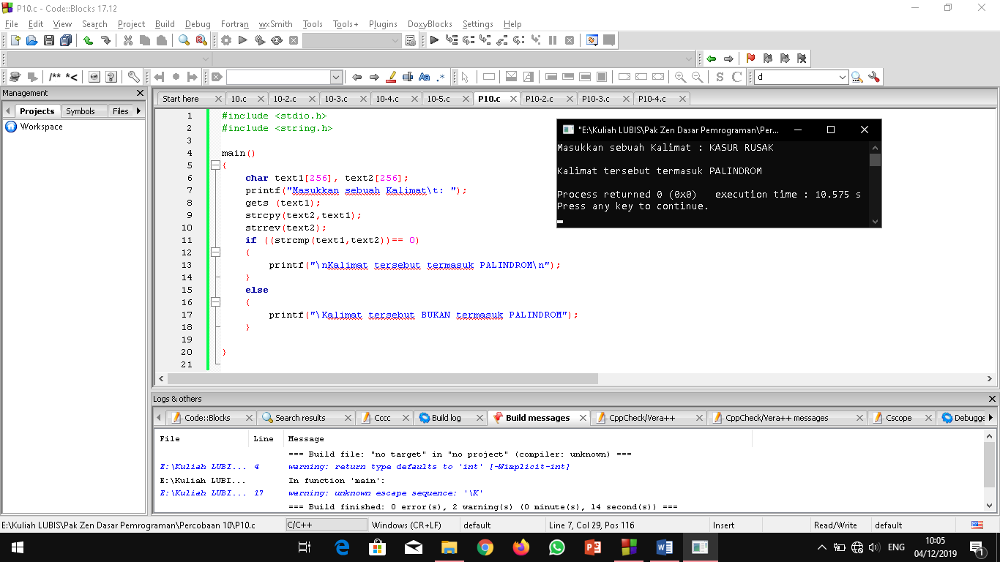 P10.c - Code::Blocks 17.12
File Edit View Search Project Build Debug Fortran wxSmith Tools Tools+ Plugins DoxyBlocks Settings Help
/** *<
Aa .*
S C d
Management
Projects Symbols Files
Workspace
Start here 10.c 10-2.c 10-3.c 10-4.c 10-5.c P10.c P10-2.c P10-3.c P10-4.c
1 #include <stdio.h>
2 #include <string.h>
3
4 main()
5 {
6 char text1[256], text2[256];
7 printf("Masukkan sebuah Kalimat\t: ");
8 gets (text1);
9 strcpy(text2,text1);
10 strrev(text2);
11 if ((strcmp(text1,text2))== 0)
12 {
13 printf("\nKalimat tersebut termasuk PALINDROM\n");
14 }
15 else
16 {
17 printf("\Kalimat tersebut BUKAN termasuk PALINDROM");
18 }
19
20 }
21
"E:\Kuliah LUBIS\Pak Zen Dasar Pemrograman\Per...
Masukkan sebuah Kalimat : KASUR RUSAK
Kalimat tersebut termasuk PALINDROM
Process returned 0 (0x0) execution time : 10.575 s
Press any key to continue.
Logs & others
Code::Blocks Search results Cccc Build log Build messages CppCheck/Vera++ CppCheck/Vera++ messages Cscope Debugge
File Line Message
=== Build file: "no target" in "no project" (compiler: unknown) ===
E:\Kuliah LUBI... 4 warning: return type defaults to 'int' [-Wimplicit-int]
E:\Kuliah LUBI... In function 'main':
E:\Kuliah LUBI... 17 warning: unknown escape sequence: '\K'
=== Build finished: 0 error(s), 2 warning(s) (0 minute(s), 14 second(s)) ===
E:\Kuliah LUBIS\Pak Zen Dasar Pemrograman\Percobaan 10\P10.c C/C++ Windows (CR+LF) default Line 7, Col 29, Pos 116 Insert Read/Write default
ENG 10:05
04/12/2019
1